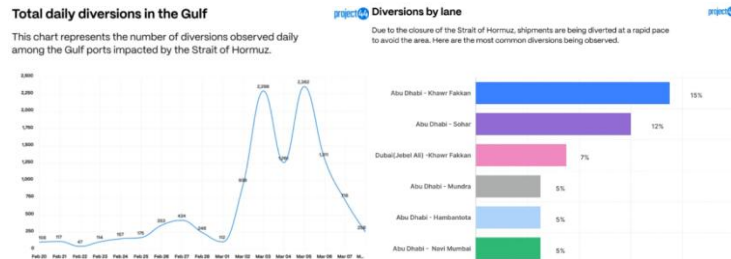 Total daily diversions in the Gulf
project44
This chart represents the number of diversions observed daily
among the Gulf ports impacted by the Strait of Hormuz.
2,500
2,250
2,000
1,750
1,500
1,250
1,000
750
500
250
0
117
47
114
167
176
434
112
2,298
Feb 20 Feb 21 Feb 22 Feb 23 Feb 24 Feb 25 Feb 26 Feb 27 Feb 28 Mar 01 Mar 02 Mar 03 Mar 04 Mar 05 Mar 06 Mar 07 M...
Diversions by lane
Due to the closure of the Strait of Hormuz, shipments are being diverted at a rapid pace
to avoid the area. Here are the most common diversions being observed.
Abu Dhabi - Khawr Fakkan 15%
Abu Dhabi - Sohar 12%
Dubai(Jebel Ali) -Khawr Fakkan 7%
Abu Dhabi - Mundra 5%
Abu Dhabi - Hambantota 5%
Abu Dhabi - Navi Mumbai 5%